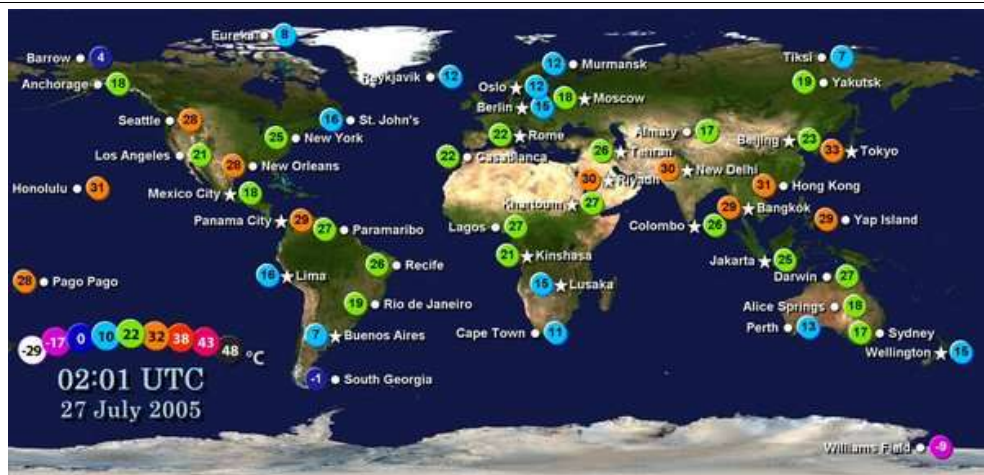 Eureka 8
Barrow 4
Anchorage 18
Reykjavik 12
12 Murmansk
Tiksi 7
Oslo 12
19 Yakutsk
Berlin 15
18 Moscow
Seattle 28
16 St. John's
25 New York
22 Rome
Almaty 17
Beijing 23
33 Tokyo
Los Angeles 21
28 New Orleans
22 Casablanca
26 Tehran
30 New Delhi
Honolulu 31
Mexico City 18
30 Riyadh
31 Hong Kong
Khartoum 27
29 Bangkok
Panama City 29
27 Paramaribo
Lagos 27
Colombo 26
29 Yap Island
21 Kinshasa
26 Recife
Jakarta 25
28 Pago Pago
16 Lima
15 Lusaka
Darwin 27
19 Rio de Janeiro
Alice Springs 18
7 Buenos Aires
Cape Town 11
Perth 13
17 Sydney
Wellington 15
-29 -17 0 10 22 32 38 43 48 °C
02:01 UTC
27 July 2005
-1 South Georgia
Williams Field -9